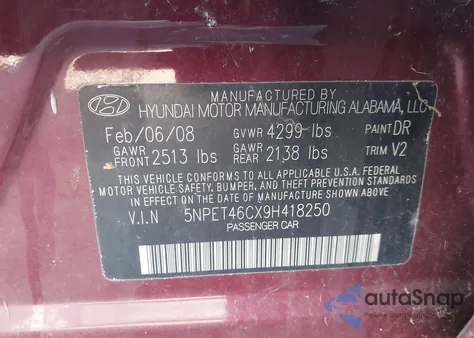 MANUFACTURED BY
HYUNDAI MOTOR MANUFACTURING ALABAMA, LLC
Feb/06/08 GVWR 4299 lbs PAINT DR
GAWR FRONT 2513 lbs GAWR REAR 2138 lbs TRIM V2
THIS VEHICLE CONFORMS TO ALL APPLICABLE U.S. FEDERAL
MOTOR VEHICLE SAFETY, BUMPER, AND THEFT PREVENTION
STANDARDS IN EFFECT ON THE DATE OF MANUFACTURE SHOWN ABOVE.
V.I.N 5NPET46CX9H418250
PASSENGER CAR
autoSnap